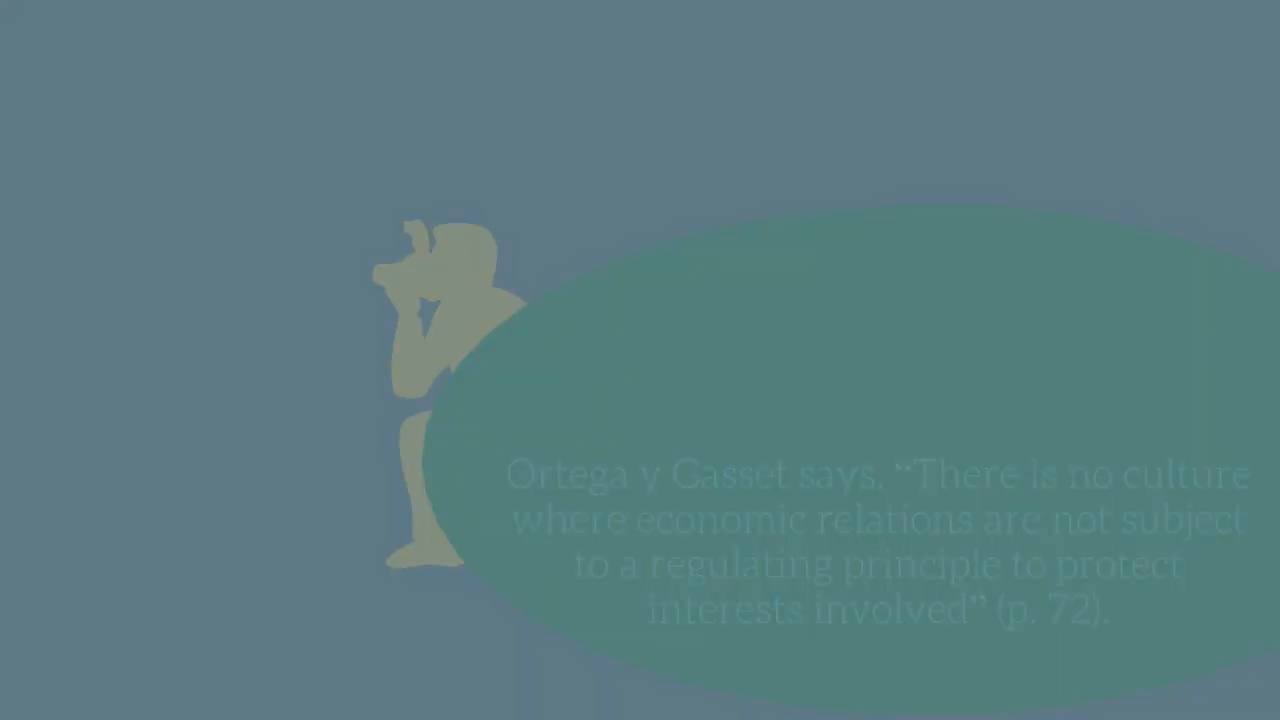 Ortega y Gasset says, “There is no culture
where economic relations are not subject
to a regulating principle to protect
interests involved” (p. 72).